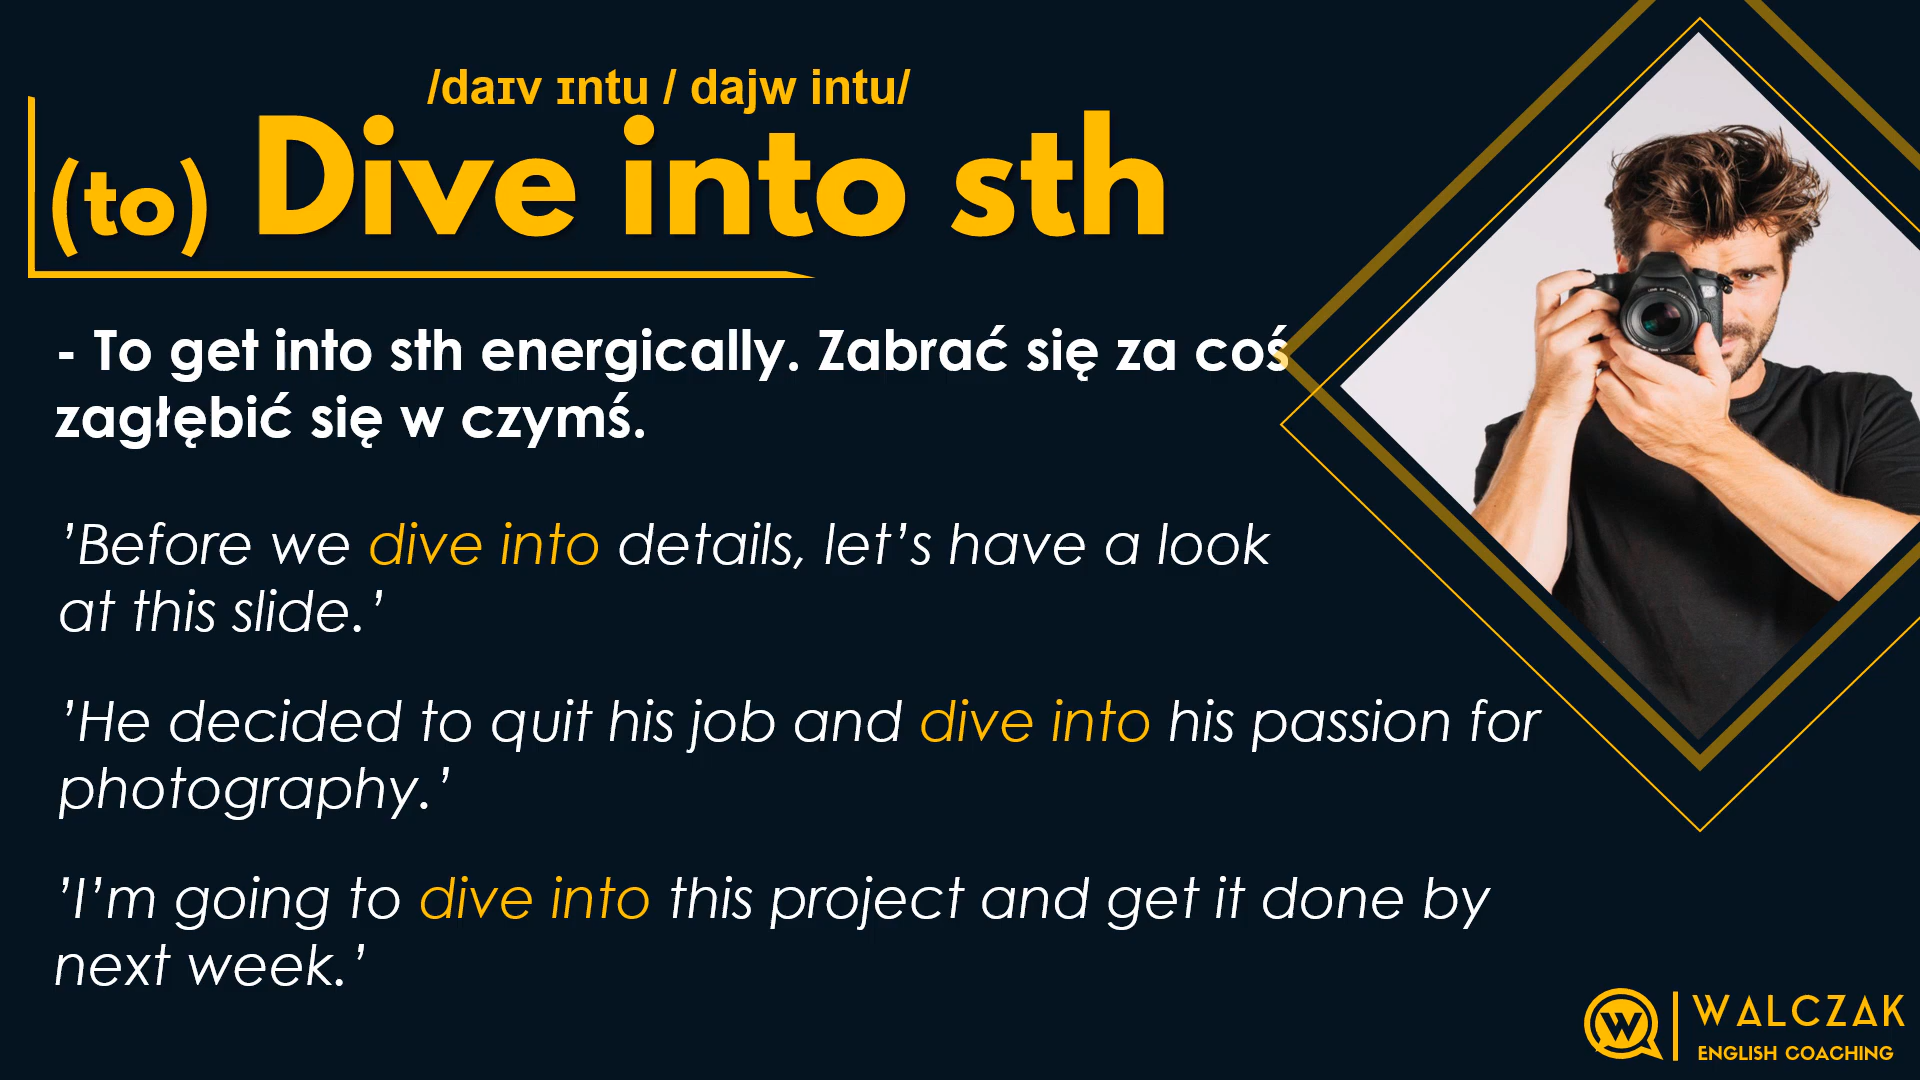 /daɪv ɪntu / dajw intu/
(to) Dive into sth
- To get into sth energically. Zabrać się za coś
zagłębić się w czymś.
’Before we dive into details, let’s have a look
at this slide.’
’He decided to quit his job and dive into his passion for
photography.’
’I’m going to dive into this project and get it done by
next week.’
W
WALCZAK
ENGLISH COACHING